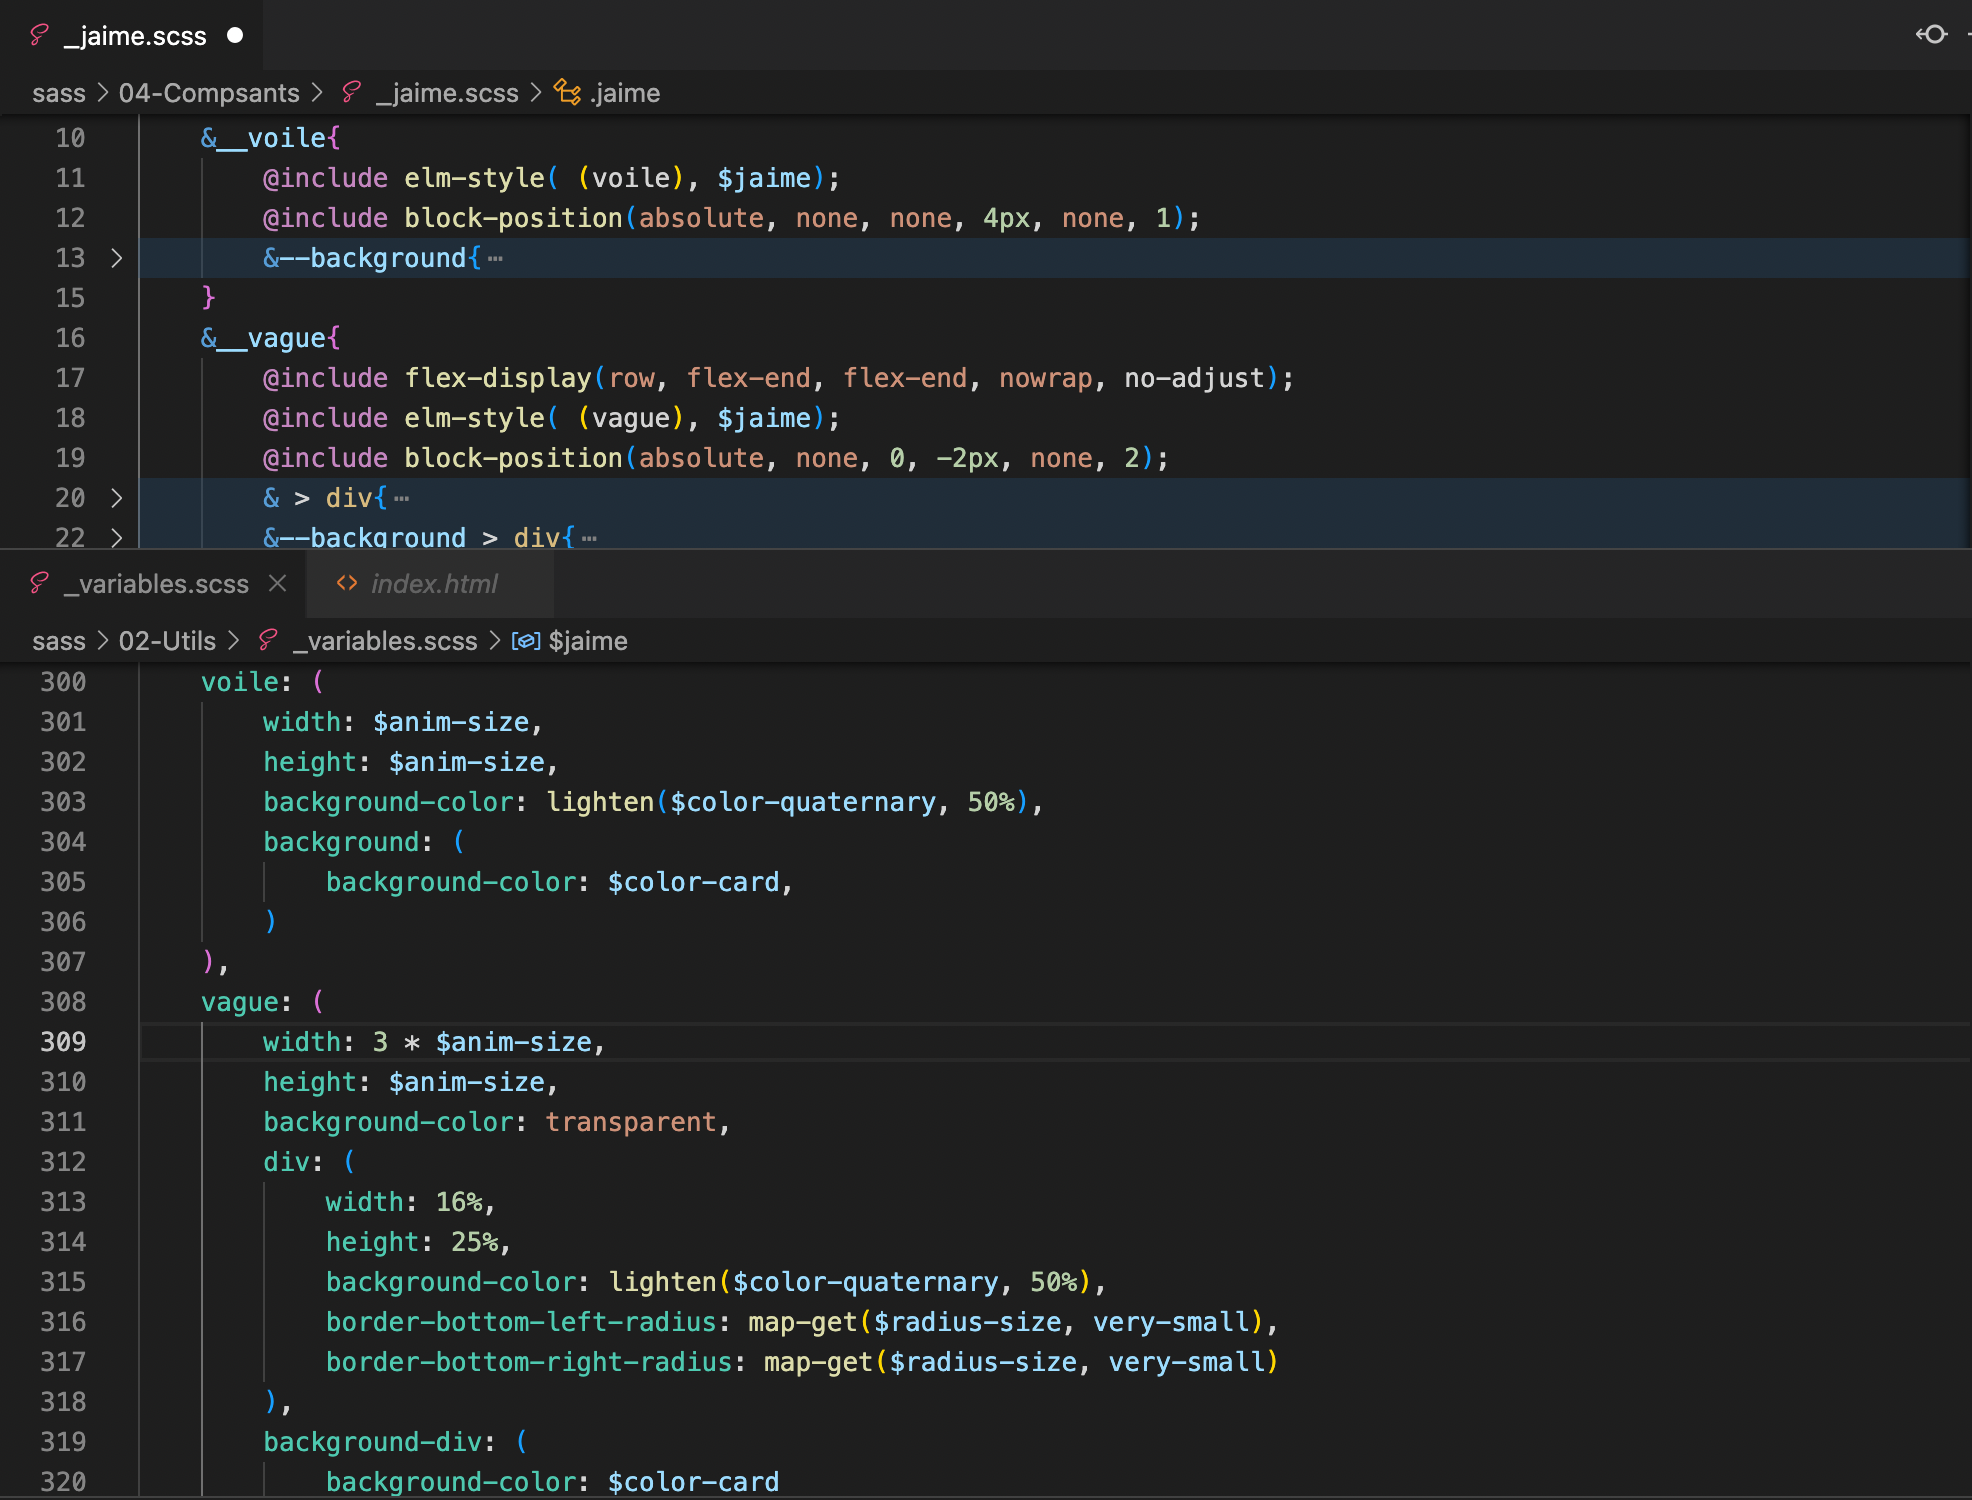 _jaime.scss
sass > 04-Compsants > _jaime.scss > .jaime
10 &__voile{
11 @include elm-style( (voile), $jaime);
12 @include block-position(absolute, none, none, 4px, none, 1);
13 &--background{ ⋯
15 }
16 &__vague{
17 @include flex-display(row, flex-end, flex-end, nowrap, no-adjust);
18 @include elm-style( (vague), $jaime);
19 @include block-position(absolute, none, 0, -2px, none, 2);
20 & > div{ ⋯
22 &--background > div{ ⋯
_variables.scss index.html
sass > 02-Utils > _variables.scss > $jaime
300 voile: (
301 width: $anim-size,
302 height: $anim-size,
303 background-color: lighten($color-quaternary, 50%),
304 background: (
305 background-color: $color-card,
306 )
307 ),
308 vague: (
309 width: 3 * $anim-size,
310 height: $anim-size,
311 background-color: transparent,
312 div: (
313 width: 16%,
314 height: 25%,
315 background-color: lighten($color-quaternary, 50%),
316 border-bottom-left-radius: map-get($radius-size, very-small),
317 border-bottom-right-radius: map-get($radius-size, very-small)
318 ),
319 background-div: (
320 background-color: $color-card